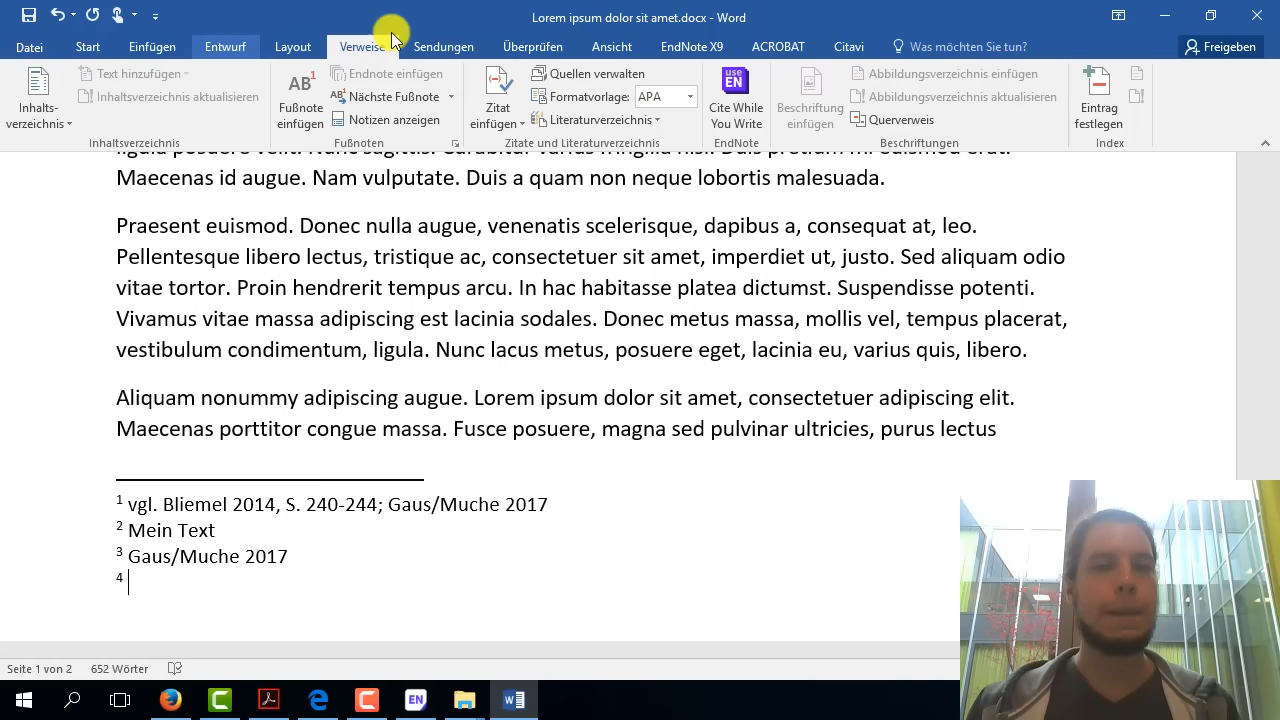 Lorem ipsum dolor sit amet.docx - Word
Datei Start Einfügen Entwurf Layout Verweise Sendungen Überprüfen Ansicht EndNote X9 ACROBAT Citavi Was möchten Sie tun? Freigeben
Inhalts-
verzeichnis
Text hinzufügen
Inhaltsverzeichnis aktualisieren
Inhaltsverzeichnis
AB1
Fußnote
einfügen
Endnote einfügen
Nächste Fußnote
Notizen anzeigen
Fußnoten
Zitat
einfügen
Quellen verwalten
Formatvorlage: APA
Literaturverzeichnis
Zitate und Literaturverzeichnis
use
EN
Cite While
You Write
EndNote
Beschriftung
einfügen
Abbildungsverzeichnis einfügen
Abbildungsverzeichnis aktualisieren
Querverweis
Beschriftungen
Eintrag
festlegen
Index
Maecenas id augue. Nam vulputate. Duis a quam non neque lobortis malesuada.
Praesent euismod. Donec nulla augue, venenatis scelerisque, dapibus a, consequat at, leo.
Pellentesque libero lectus, tristique ac, consectetuer sit amet, imperdiet ut, justo. Sed aliquam odio
vitae tortor. Proin hendrerit tempus arcu. In hac habitasse platea dictumst. Suspendisse potenti.
Vivamus vitae massa adipiscing est lacinia sodales. Donec metus massa, mollis vel, tempus placerat,
vestibulum condimentum, ligula. Nunc lacus metus, posuere eget, lacinia eu, varius quis, libero.
Aliquam nonummy adipiscing augue. Lorem ipsum dolor sit amet, consectetuer adipiscing elit.
Maecenas porttitor congue massa. Fusce posuere, magna sed pulvinar ultricies, purus lectus
1 vgl. Bliemel 2014, S. 240-244; Gaus/Muche 2017
2 Mein Text
3 Gaus/Muche 2017
4
Seite 1 von 2 652 Wörter
EN